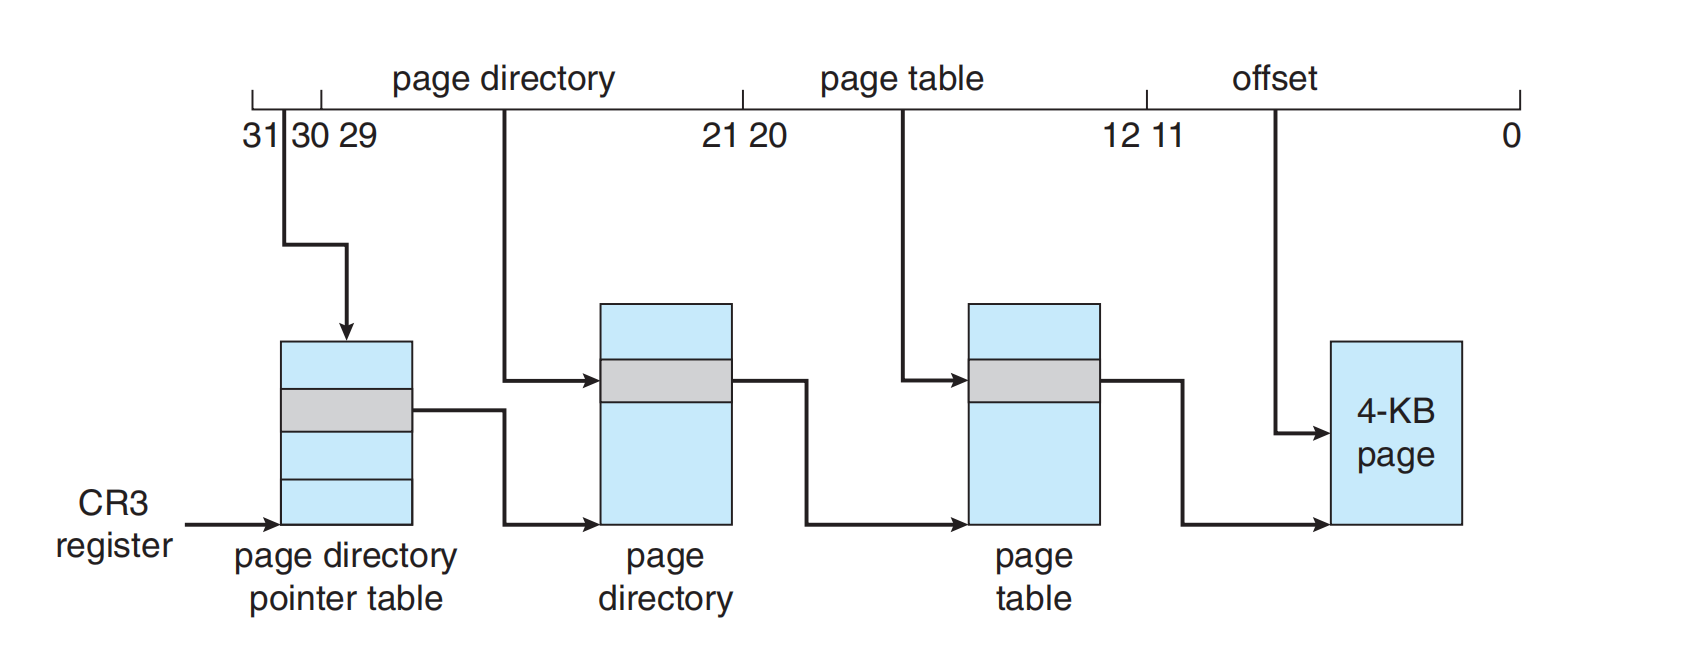 page directory page table offset
31 30 29 21 20 12 11 0
4-KB
page
CR3
register
page directory
pointer table
page
directory
page
table